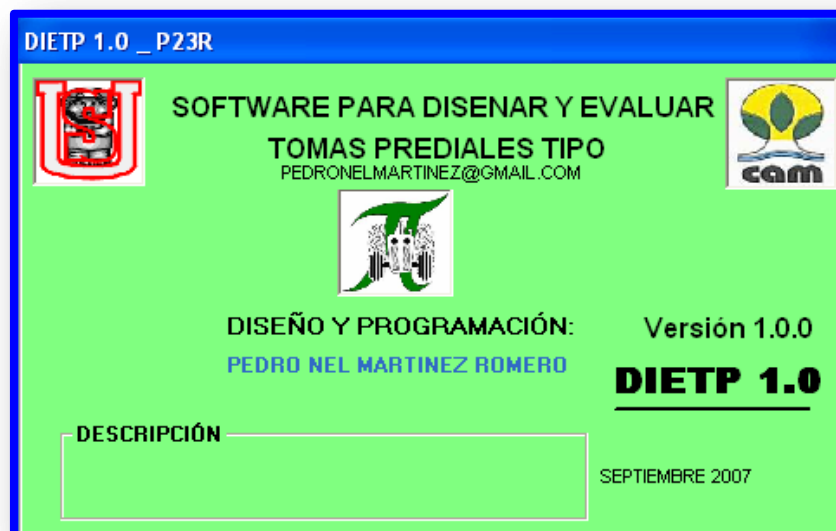 DIETP 1.0 _ P23R
SOFTWARE PARA DISENAR Y EVALUAR
TOMAS PREDIALES TIPO
PEDRONELMARTINEZ@GMAIL.COM
US
cam
DISEÑO Y PROGRAMACIÓN:
Versión 1.0.0
PEDRO NEL MARTINEZ ROMERO
DIETP 1.0
DESCRIPCIÓN
SEPTIEMBRE 2007